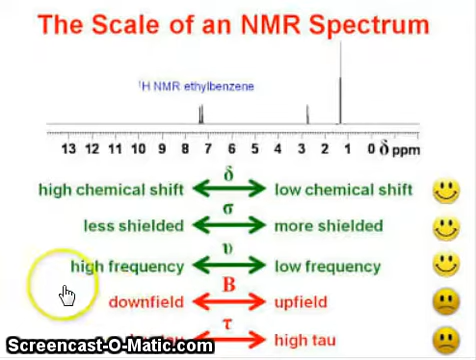 The Scale of an NMR Spectrum
¹H NMR ethylbenzene
13 12 11 10 9 8 7 6 5 4 3 2 1 0 δ ppm
δ
high chemical shift low chemical shift
σ
less shielded more shielded
υ
high frequency low frequency
B
downfield upfield
τ
high tau
Screencast-O-Matic.com